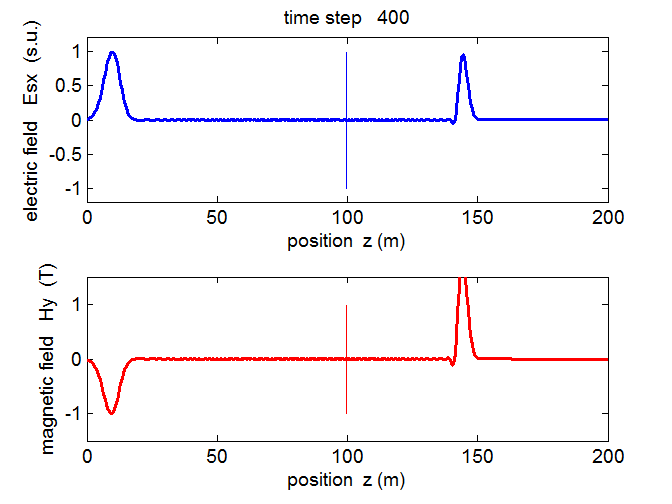 time step 400
electric field Esx (s.u.)
1
0.5
0
-0.5
-1
0 50 100 150 200
position z (m)
magnetic field Hy (T)
1
0
-1
0 50 100 150 200
position z (m)